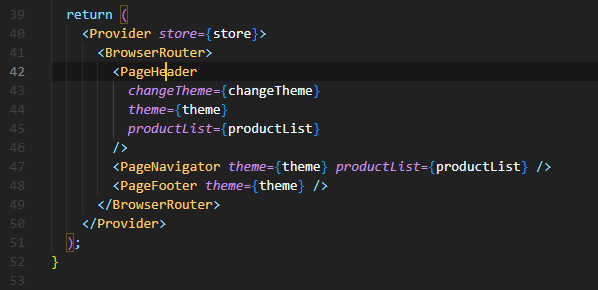 39 return (
40 <Provider store={store}>
41 <BrowserRouter>
42 <PageHeader
43 changeTheme={changeTheme}
44 theme={theme}
45 productList={productList}
46 />
47 <PageNavigator theme={theme} productList={productList} />
48 <PageFooter theme={theme} />
49 </BrowserRouter>
50 </Provider>
51 );
52 }
53